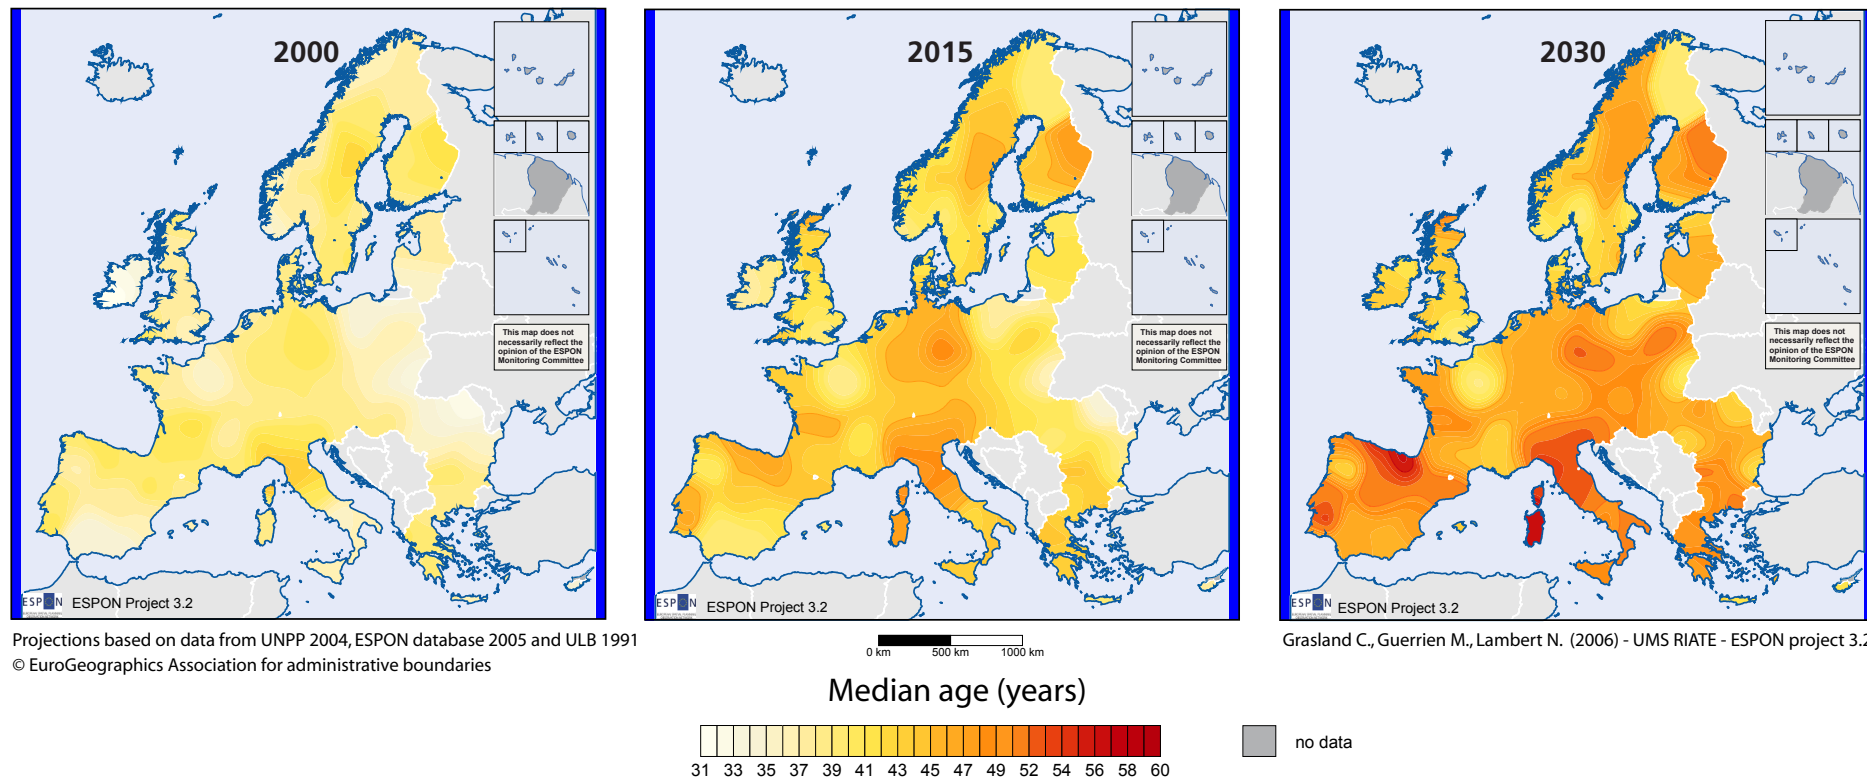 2000
This map does not
necessarily reflect the
opinion of the ESPON
Monitoring Committee
ESPON
ESPON Project 3.2
2015
This map does not
necessarily reflect the
opinion of the ESPON
Monitoring Committee
ESPON
ESPON Project 3.2
2030
This map does not
necessarily reflect the
opinion of the ESPON
Monitoring Committee
ESPON
ESPON Project 3.2
Projections based on data from UNPP 2004, ESPON database 2005 and ULB 1991
© EuroGeographics Association for administrative boundaries
0 km 500 km 1000 km
Grasland C., Guerrien M., Lambert N. (2006) - UMS RIATE - ESPON project 3.2
Median age (years)
31 33 35 37 39 41 43 45 47 49 52 54 56 58 60
no data